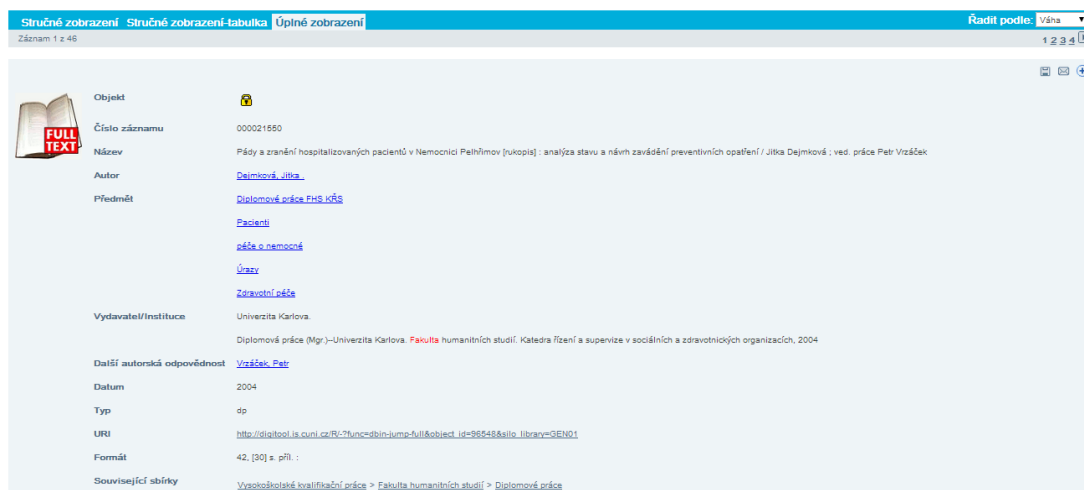 Stručné zobrazení Stručné zobrazení-tabulka Úplné zobrazení Řadit podle: Váha
Záznam 1 z 46 1 2 3 4
FULL TEXT
Objekt
Číslo záznamu 000021550
Název Pády a zranění hospitalizovaných pacientů v Nemocnici Pelhřimov [rukopis] : analýza stavu a návrh zavádění preventivních opatření / Jitka Dejmková ; ved. práce Petr Vrzáček
Autor Dejmková, Jitka .
Předmět Diplomové práce FHS KŘS
Pacienti
péče o nemocné
Úrazy
Zdravotní péče
Vydavatel/Instituce Univerzita Karlova.
Diplomová práce (Mgr.)--Univerzita Karlova. Fakulta humanitních studií. Katedra řízení a supervize v sociálních a zdravotnických organizacích, 2004
Další autorská odpovědnost Vrzáček, Petr
Datum 2004
Typ dp
URI http://digitool.is.cuni.cz/R/-?func=dbin-jump-full&object_id=96548&silo_library=GEN01
Formát 42, [30] s. příl. :
Související sbírky Vysokoškolské kvalifikační práce > Fakulta humanitních studií > Diplomové práce